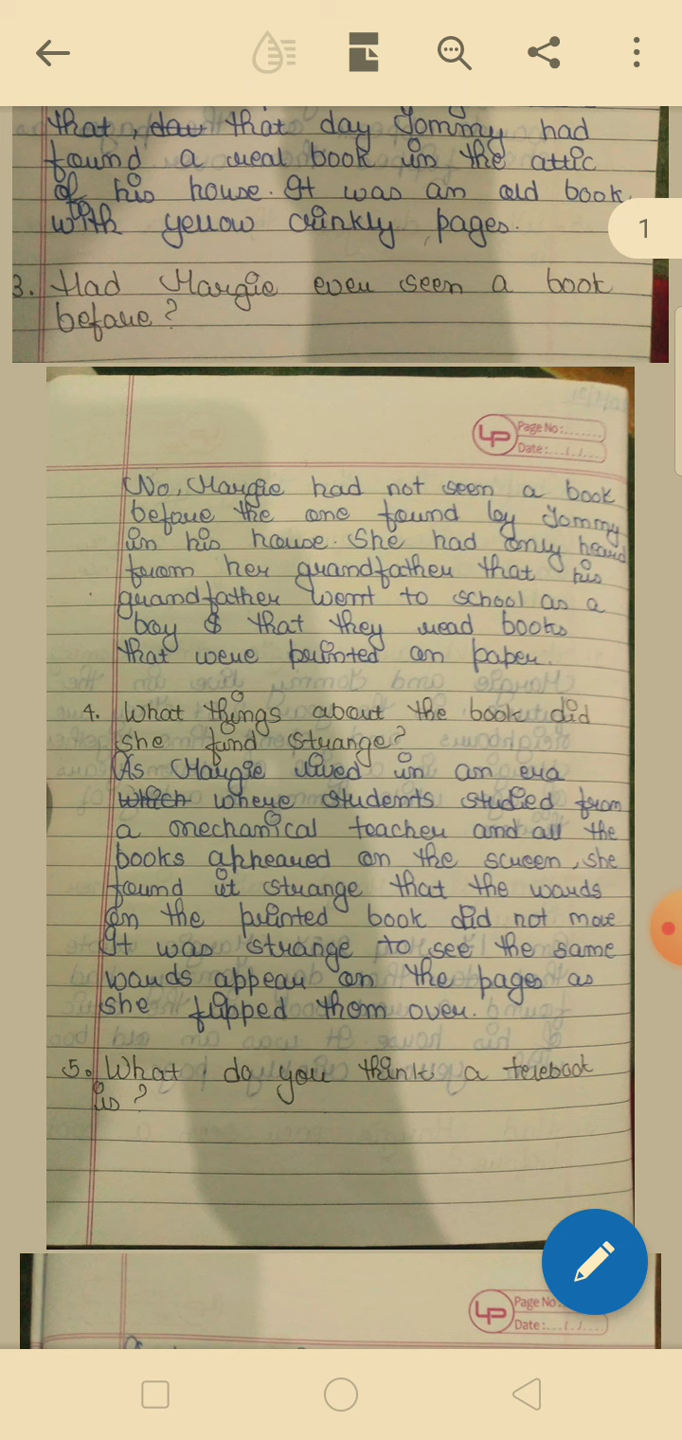 that, day that day Tommy had
found a real book in the attic
of his house. It was an old book
with yellow crinkly pages.
1
3. Had Margie ever seen a book
before?
LP Page No:.......
Date:...../...../.....
No, Margie had not seen a book
before the one found by Tommy
in his house. She had only heard
from her grandfather that his
grandfather went to school as a
boy & that they read books
that were printed on paper.
4. What things about the book did
she find strange?
As Margie lived in an era
which where students studied from
a mechanical teacher and all the
books appeared on the screen, she
found it strange that the words
on the printed book did not move
It was strange to see the same
words appear on the pages as
she flipped them over.
5. What do you think a telebook
is?
LP Page No
Date:...../...../.....